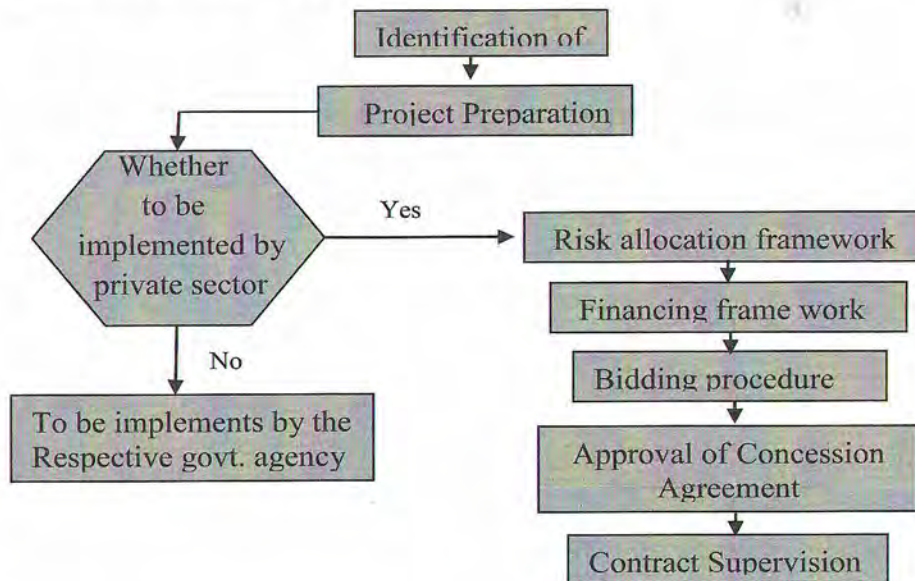 Identification of
Project Preparation
Whether
to be
implemented by
private sector
Yes
No
To be implements by the
Respective govt. agency
Risk allocation framework
Financing frame work
Bidding procedure
Approval of Concession
Agreement
Contract Supervision